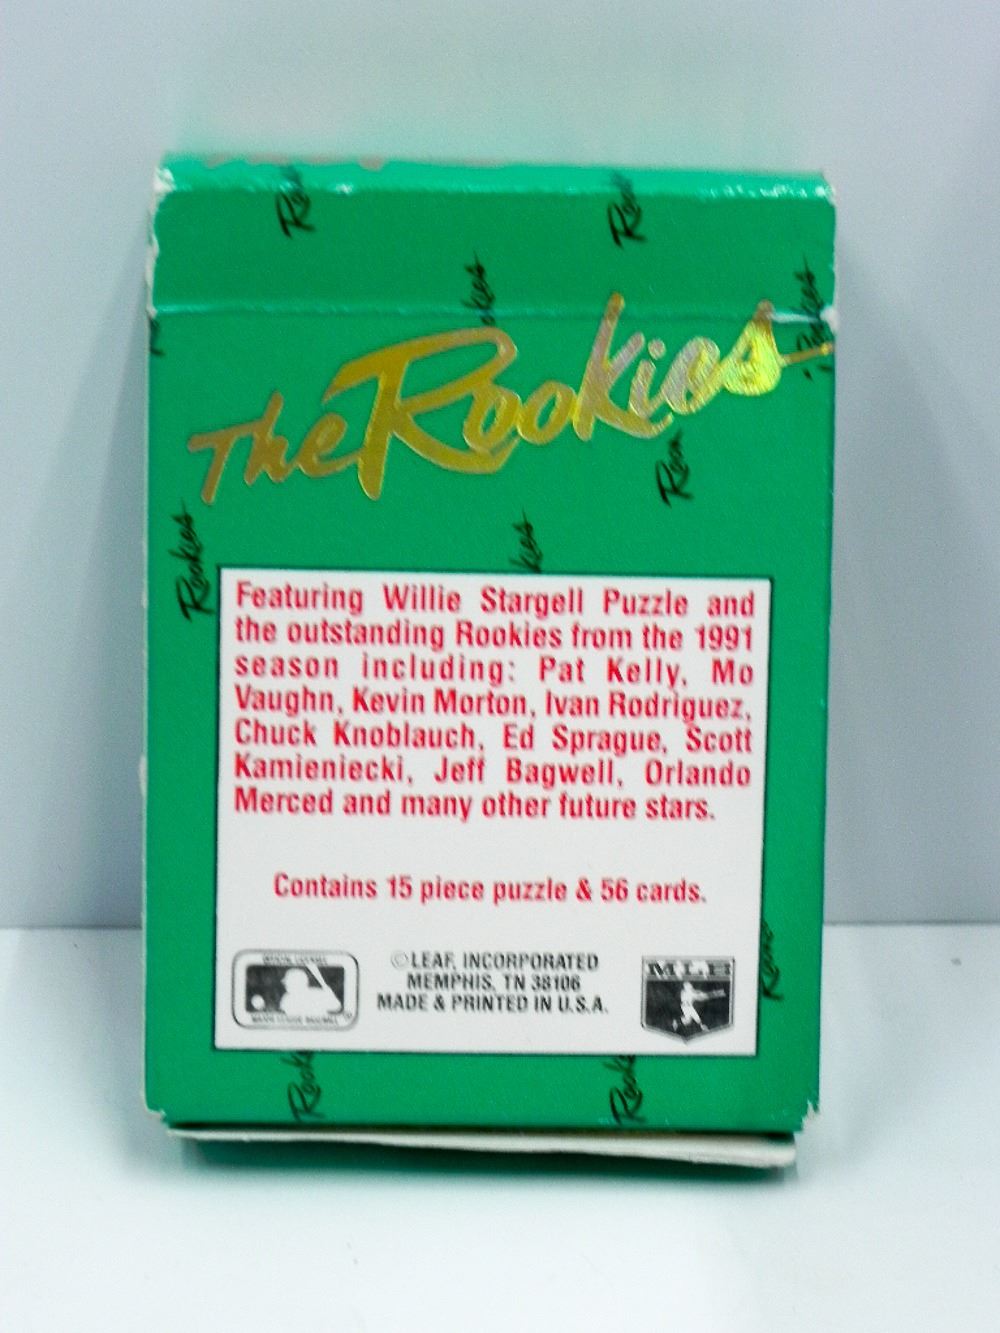 The Rookies
Rookies
Featuring Willie Stargell Puzzle and
the outstanding Rookies from the 1991
season including: Pat Kelly, Mo
Vaughn, Kevin Morton, Ivan Rodriguez,
Chuck Knoblauch, Ed Sprague, Scott
Kamieniecki, Jeff Bagwell, Orlando
Merced and many other future stars.
Contains 15 piece puzzle & 56 cards.
©LEAF, INCORPORATED
MEMPHIS, TN 38106
MADE & PRINTED IN U.S.A.
MLB